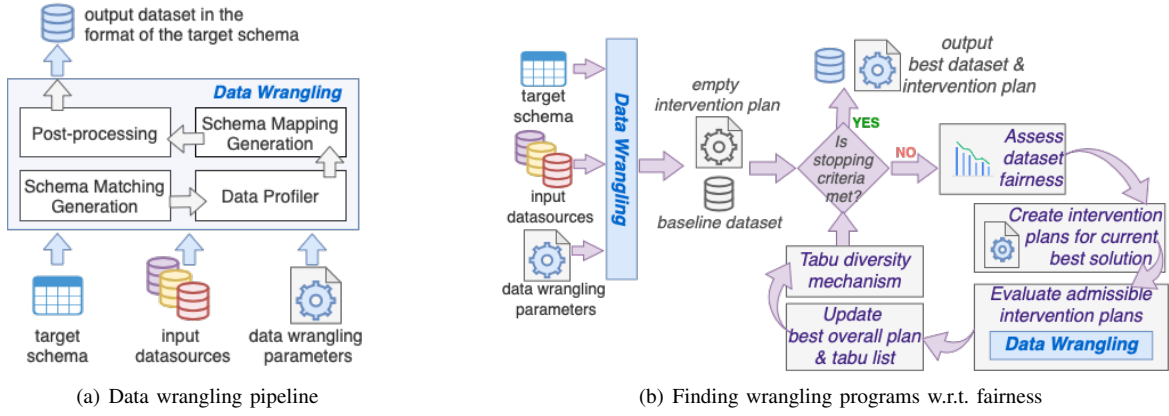 output dataset in the
format of the target schema
Data Wrangling
Post-processing
Schema Mapping
Generation
Schema Matching
Generation
Data Profiler
target
schema
input
datasources
data wrangling
parameters
(a) Data wrangling pipeline
target
schema
input
datasources
data wrangling
parameters
Data Wrangling
empty
intervention plan
baseline dataset
output
best dataset &
intervention plan
YES
Is
stopping
criteria
met?
NO
Assess
dataset
fairness
Create intervention
plans for current
best solution
Evaluate admissible
intervention plans
Data Wrangling
Update
best overall plan
& tabu list
Tabu diversity
mechanism
(b) Finding wrangling programs w.r.t. fairness